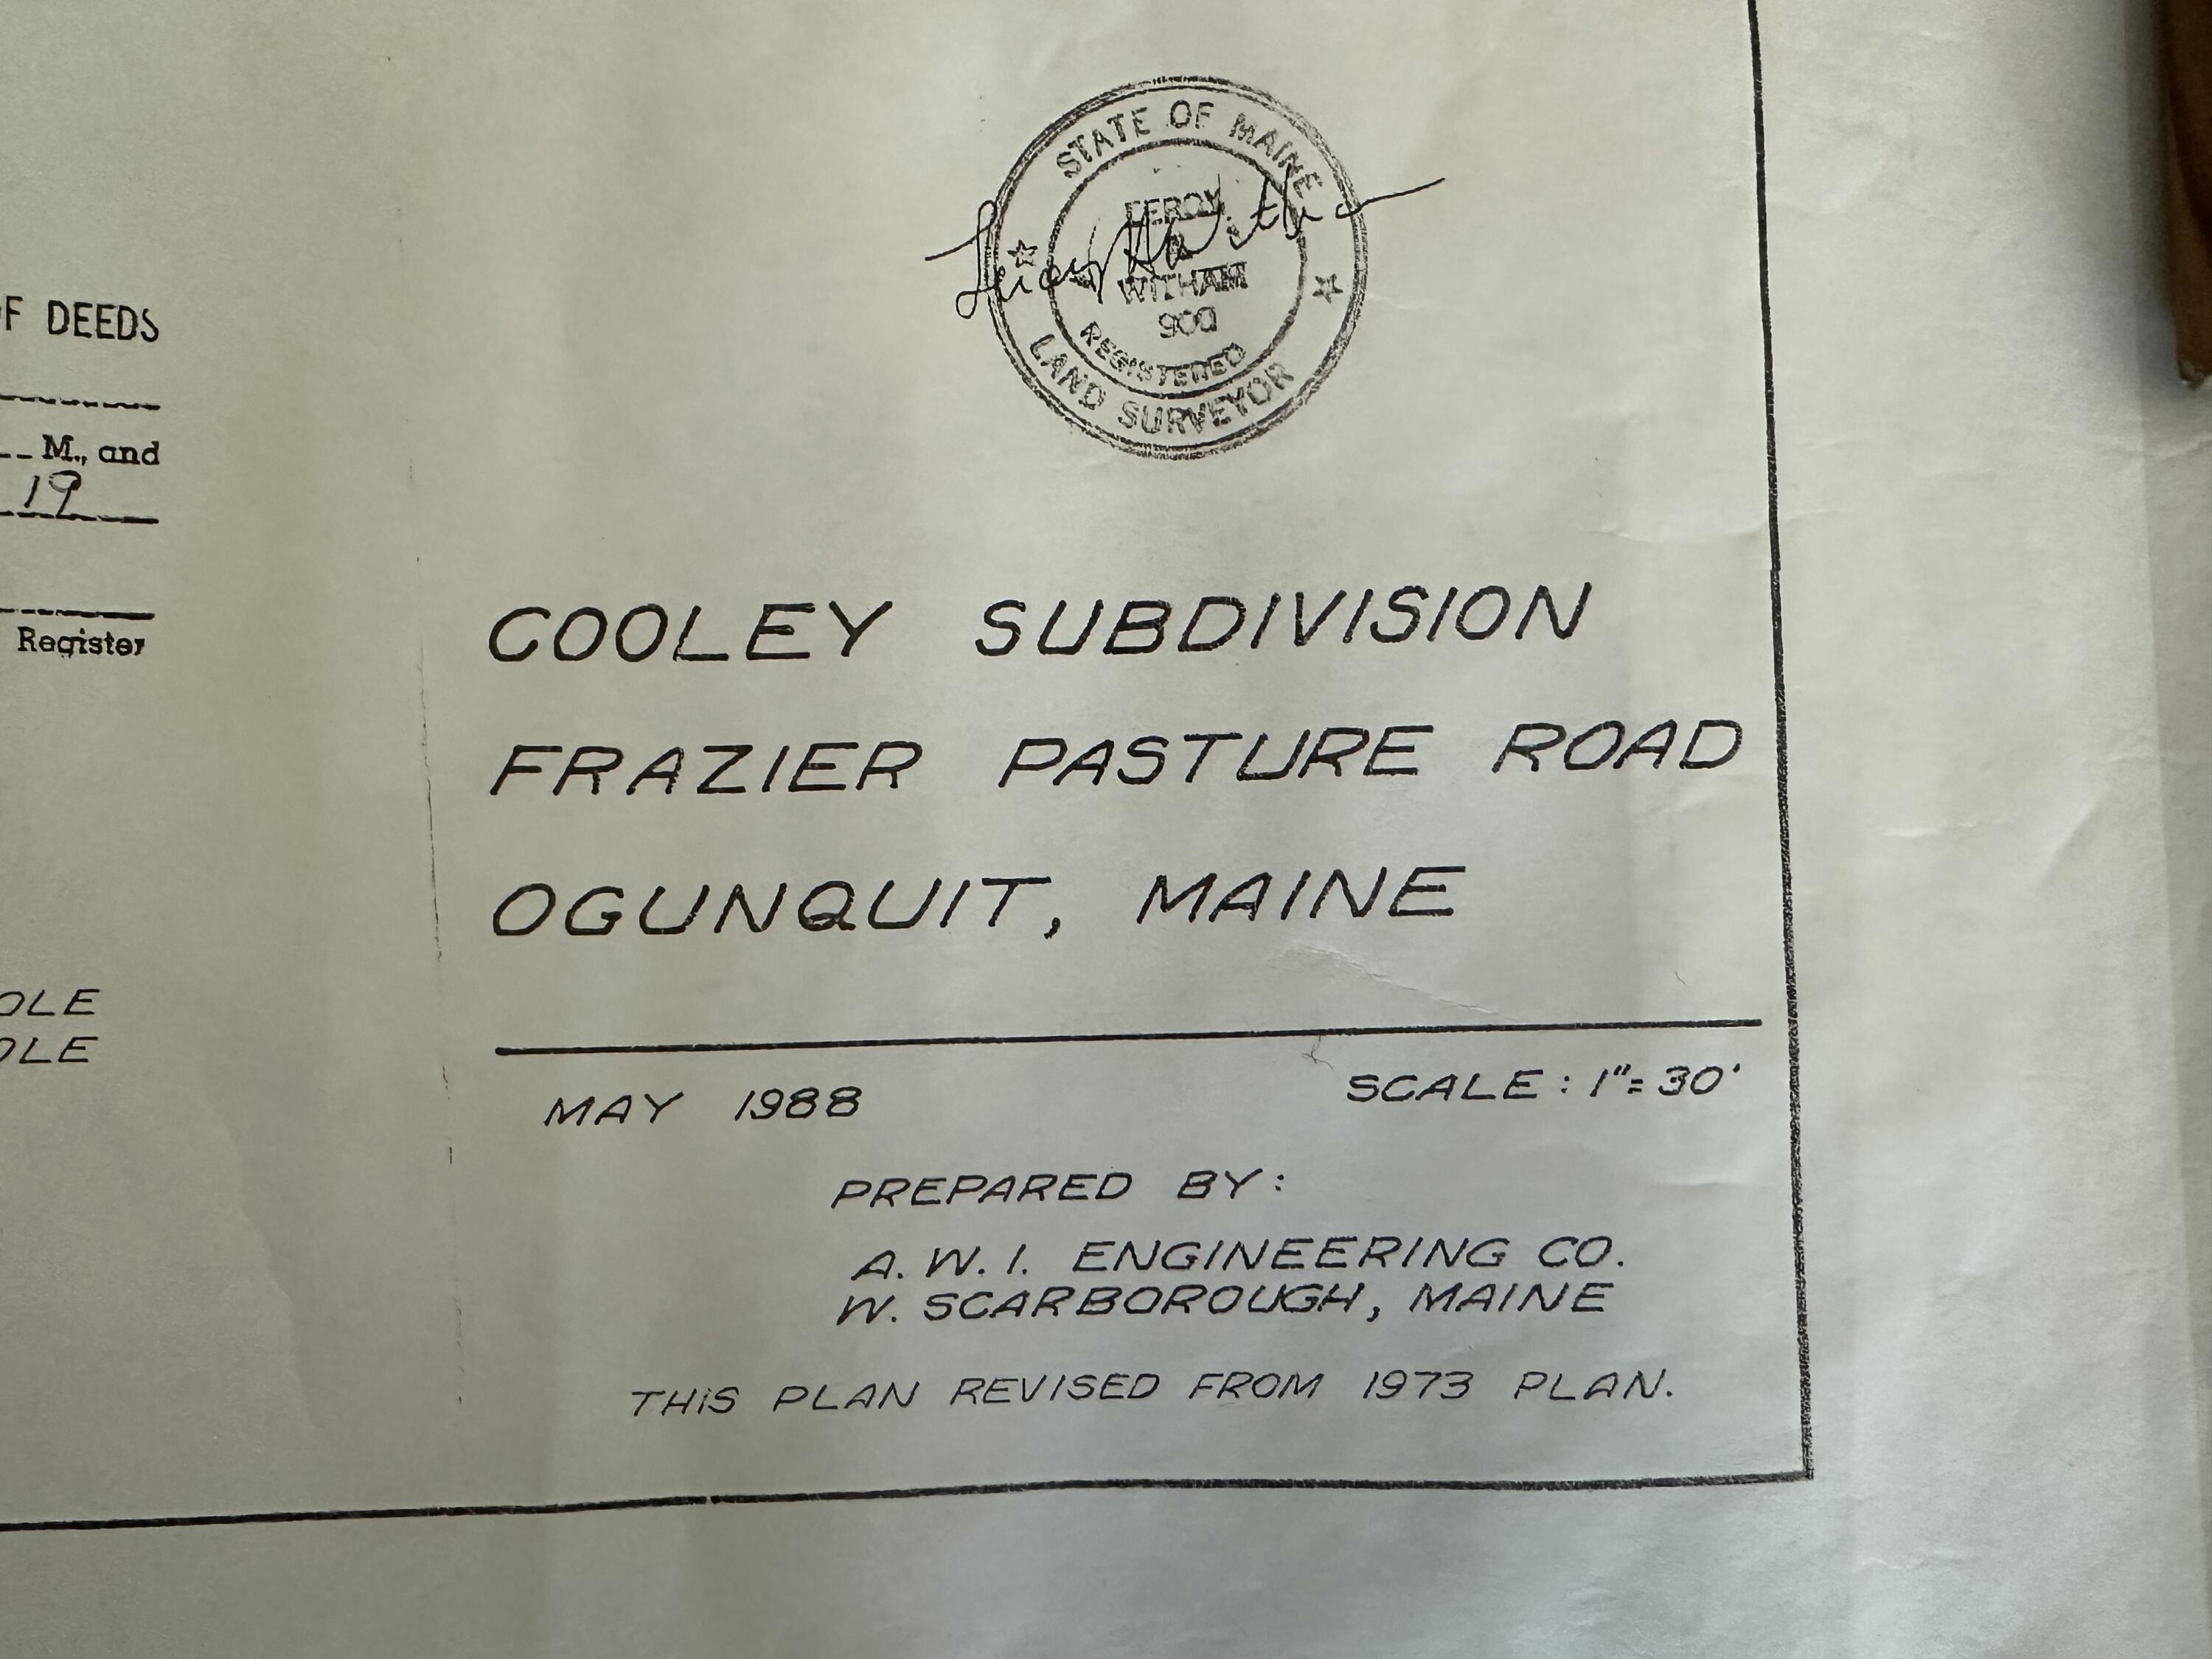 OF DEEDS
M., and
19
Register
OLE
OLE
STATE OF MAINE
LEROY
WITHAM
900
REGISTERED
LAND SURVEYOR
COOLEY SUBDIVISION
FRAZIER PASTURE ROAD
OGUNQUIT, MAINE
MAY 1988
SCALE: 1"= 30'
PREPARED BY:
A. W. I. ENGINEERING CO.
W. SCARBOROUGH, MAINE
THIS PLAN REVISED FROM 1973 PLAN.